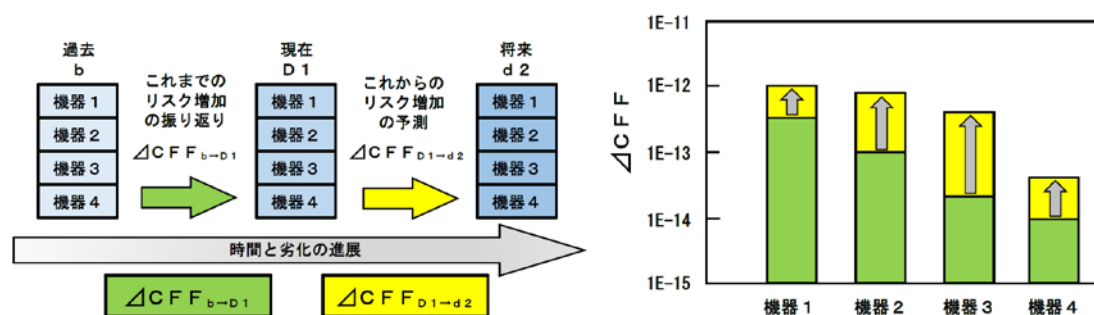 過去
b
機器1
機器2
機器3
機器4
これまでの
リスク増加
の振り返り
⊿CFFb→D1
現在
D1
機器1
機器2
機器3
機器4
これからの
リスク増加
の予測
⊿CFFD1→d2
将来
d2
機器1
機器2
機器3
機器4
時間と劣化の進展
⊿CFFb→D1
⊿CFFD1→d2
⊿CFF
1E-11
1E-12
1E-13
1E-14
1E-15
機器1
機器2
機器3
機器4